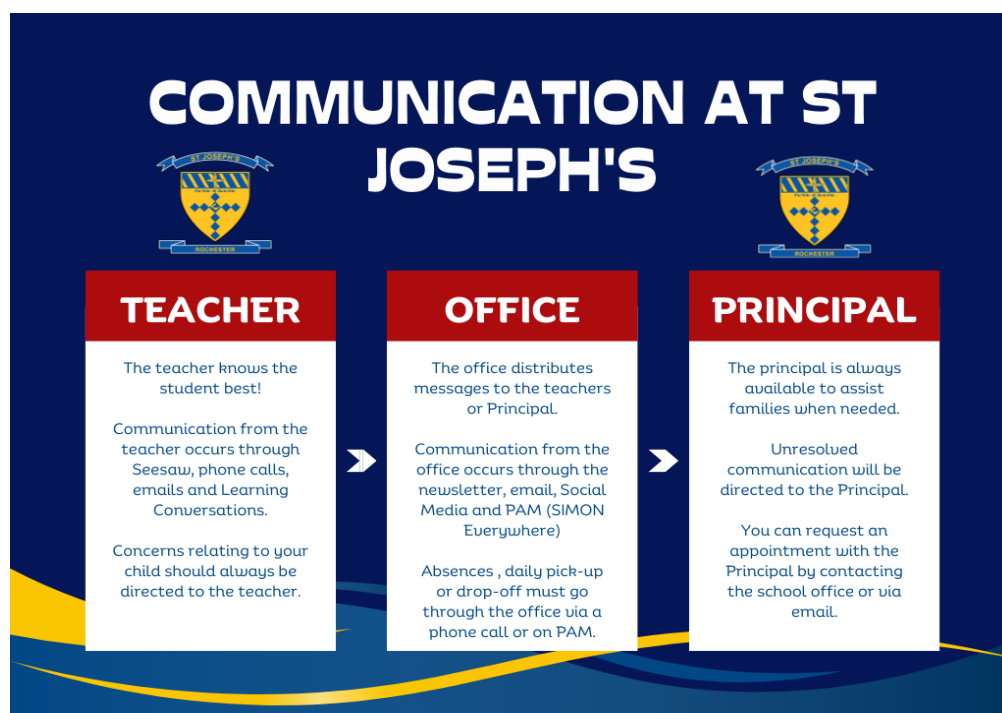 COMMUNICATION AT ST
JOSEPH'S
ST JOSEPH'S
ROCHESTER
ST JOSEPH'S
ROCHESTER
TEACHER
The teacher knows the
student best!
Communication from the
teacher occurs through
Seesaw, phone calls,
emails and Learning
Conversations.
Concerns relating to your
child should always be
directed to the teacher.
OFFICE
The office distributes
messages to the teachers
or Principal.
Communication from the
office occurs through the
newsletter, email, Social
Media and PAM (SIMON
Everywhere)
Absences , daily pick-up
or drop-off must go
through the office via a
phone call or on PAM.
PRINCIPAL
The principal is always
available to assist
families when needed.
Unresolved
communication will be
directed to the Principal.
You can request an
appointment with the
Principal by contacting
the school office or via
email.